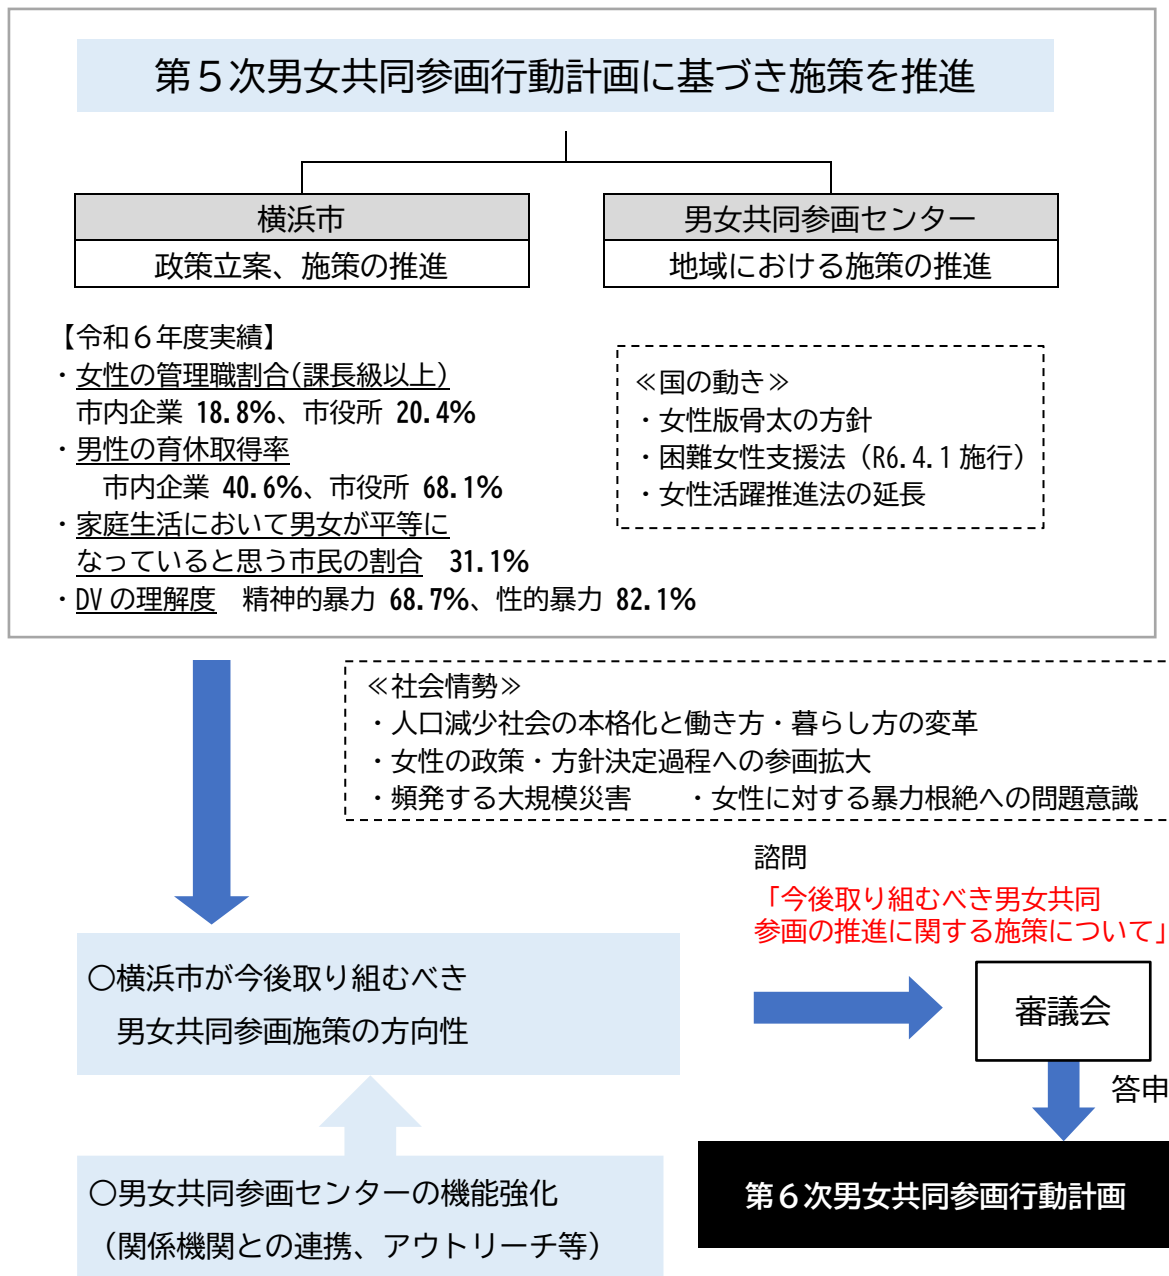 第５次男女共同参画行動計画に基づき施策を推進
横浜市
政策立案、施策の推進
男女共同参画センター
地域における施策の推進
【令和６年度実績】
・女性の管理職割合(課長級以上)
市内企業 18.8%、市役所 20.4%
・男性の育休取得率
市内企業 40.6%、市役所 68.1%
・家庭生活において男女が平等に
なっていると思う市民の割合　31.1%
・DVの理解度　精神的暴力 68.7%、性的暴力 82.1%
≪国の動き≫
・女性版骨太の方針
・困難女性支援法（R6.4.1施行）
・女性活躍推進法の延長
≪社会情勢≫
・人口減少社会の本格化と働き方・暮らし方の変革
・女性の政策・方針決定過程への参画拡大
・頻発する大規模災害　　・女性に対する暴力根絶への問題意識
諮問
「今後取り組むべき男女共同
参画の推進に関する施策について」
〇横浜市が今後取り組むべき
男女共同参画施策の方向性
審議会
答申
〇男女共同参画センターの機能強化
（関係機関との連携、アウトリーチ等）
第６次男女共同参画行動計画